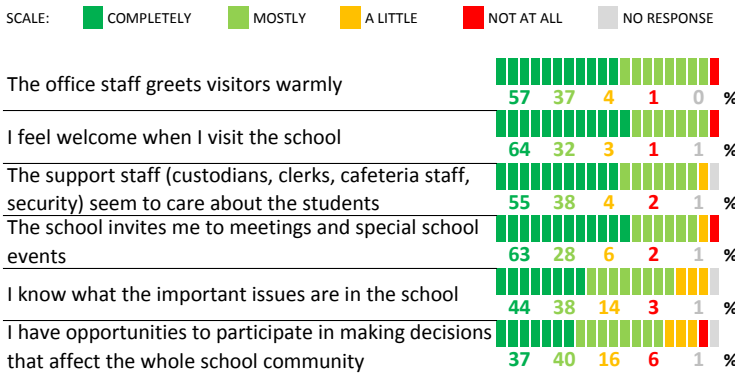 SCALE: COMPLETELY MOSTLY A LITTLE NOT AT ALL NO RESPONSE
The office staff greets visitors warmly
57 37 4 1 0 %
I feel welcome when I visit the school
64 32 3 1 1 %
The support staff (custodians, clerks, cafeteria staff,
security) seem to care about the students
55 38 4 2 1 %
The school invites me to meetings and special school
events
63 28 6 2 1 %
I know what the important issues are in the school
44 38 14 3 1 %
I have opportunities to participate in making decisions
that affect the whole school community
37 40 16 6 1 %